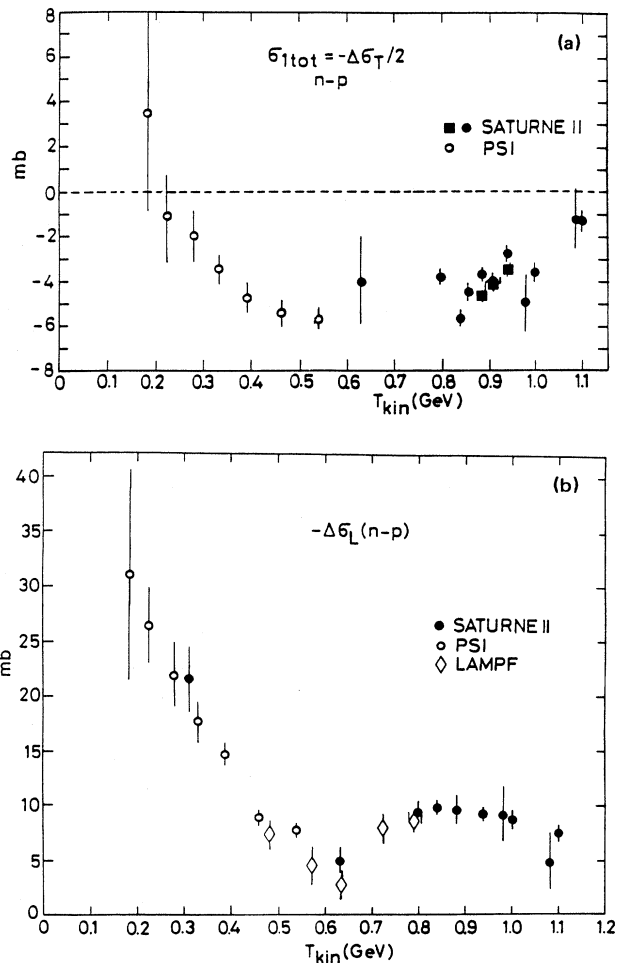 (a)
σ1tot = -ΔσT/2
n-p
SATURNE II
PSI
mb
8
6
4
2
0
-2
-4
-6
-8
0 0.1 0.2 0.3 0.4 0.5 0.6 0.7 0.8 0.9 1.0 1.1
Tkin(GeV)
(b)
-ΔσL(n-p)
SATURNE II
PSI
LAMPF
mb
40
35
30
25
20
15
10
5
0
0 0.1 0.2 0.3 0.4 0.5 0.6 0.7 0.8 0.9 1.0 1.1 1.2
Tkin(GeV)